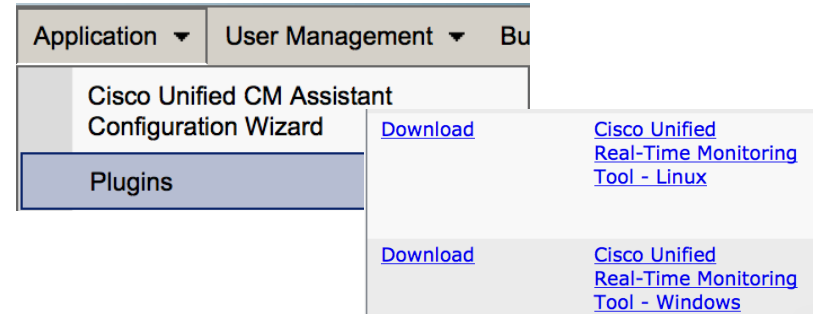 Application User Management Bu
Cisco Unified CM Assistant
Configuration Wizard
Plugins
Download Cisco Unified
Real-Time Monitoring
Tool - Linux
Download Cisco Unified
Real-Time Monitoring
Tool - Windows